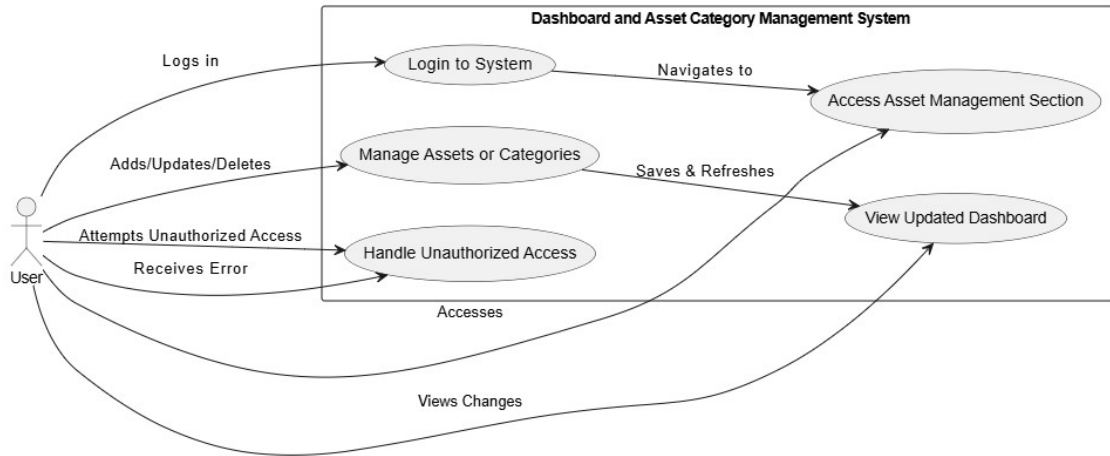 Dashboard and Asset Category Management System
Logs in
Login to System
Navigates to
Access Asset Management Section
Adds/Updates/Deletes
Manage Assets or Categories
Saves & Refreshes
View Updated Dashboard
Attempts Unauthorized Access
Handle Unauthorized Access
Receives Error
User
Accesses
Views Changes